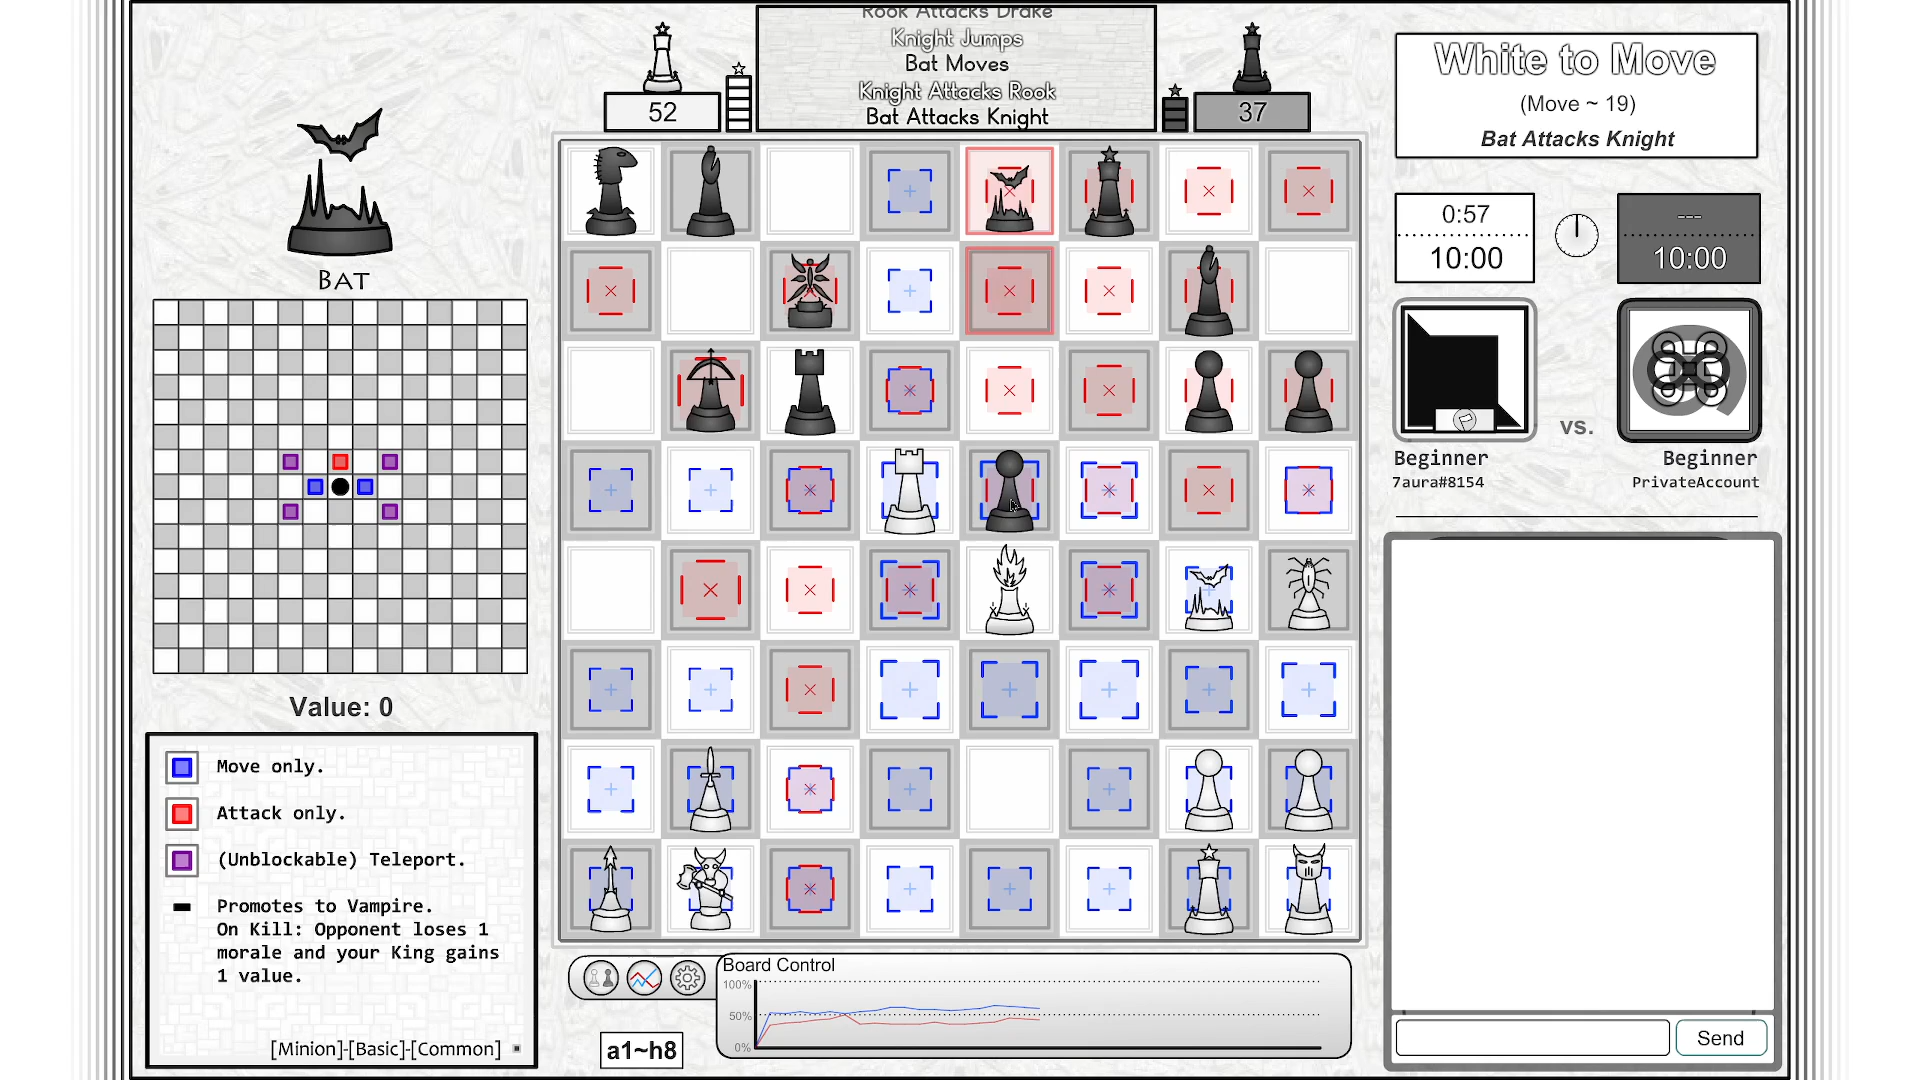 Rook Attacks Drake
Knight Jumps
Bat Moves
Knight Attacks Rook
Bat Attacks Knight
52
37
White to Move
(Move ~ 19)
Bat Attacks Knight
0:57
10:00
---
10:00
vs.
Beginner
7aura#8154
Beginner
PrivateAccount
BAT
Value: 0
Move only.
Attack only.
(Unblockable) Teleport.
Promotes to Vampire.
On Kill: Opponent loses 1
morale and your King gains
1 value.
[Minion]-[Basic]-[Common]
Board Control
100%
50%
0%
a1~h8
Send